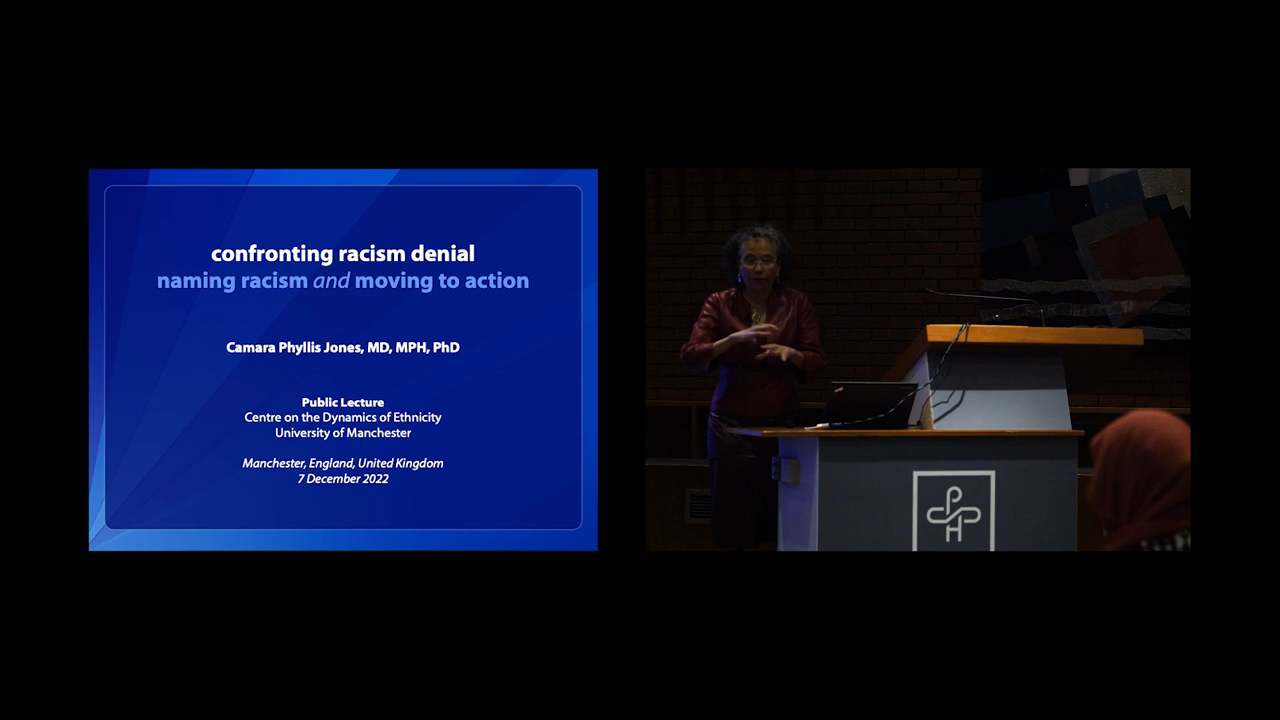 confronting racism denial
naming racism and moving to action
Camara Phyllis Jones, MD, MPH, PhD
Public Lecture
Centre on the Dynamics of Ethnicity
University of Manchester
Manchester, England, United Kingdom
7 December 2022
P
H